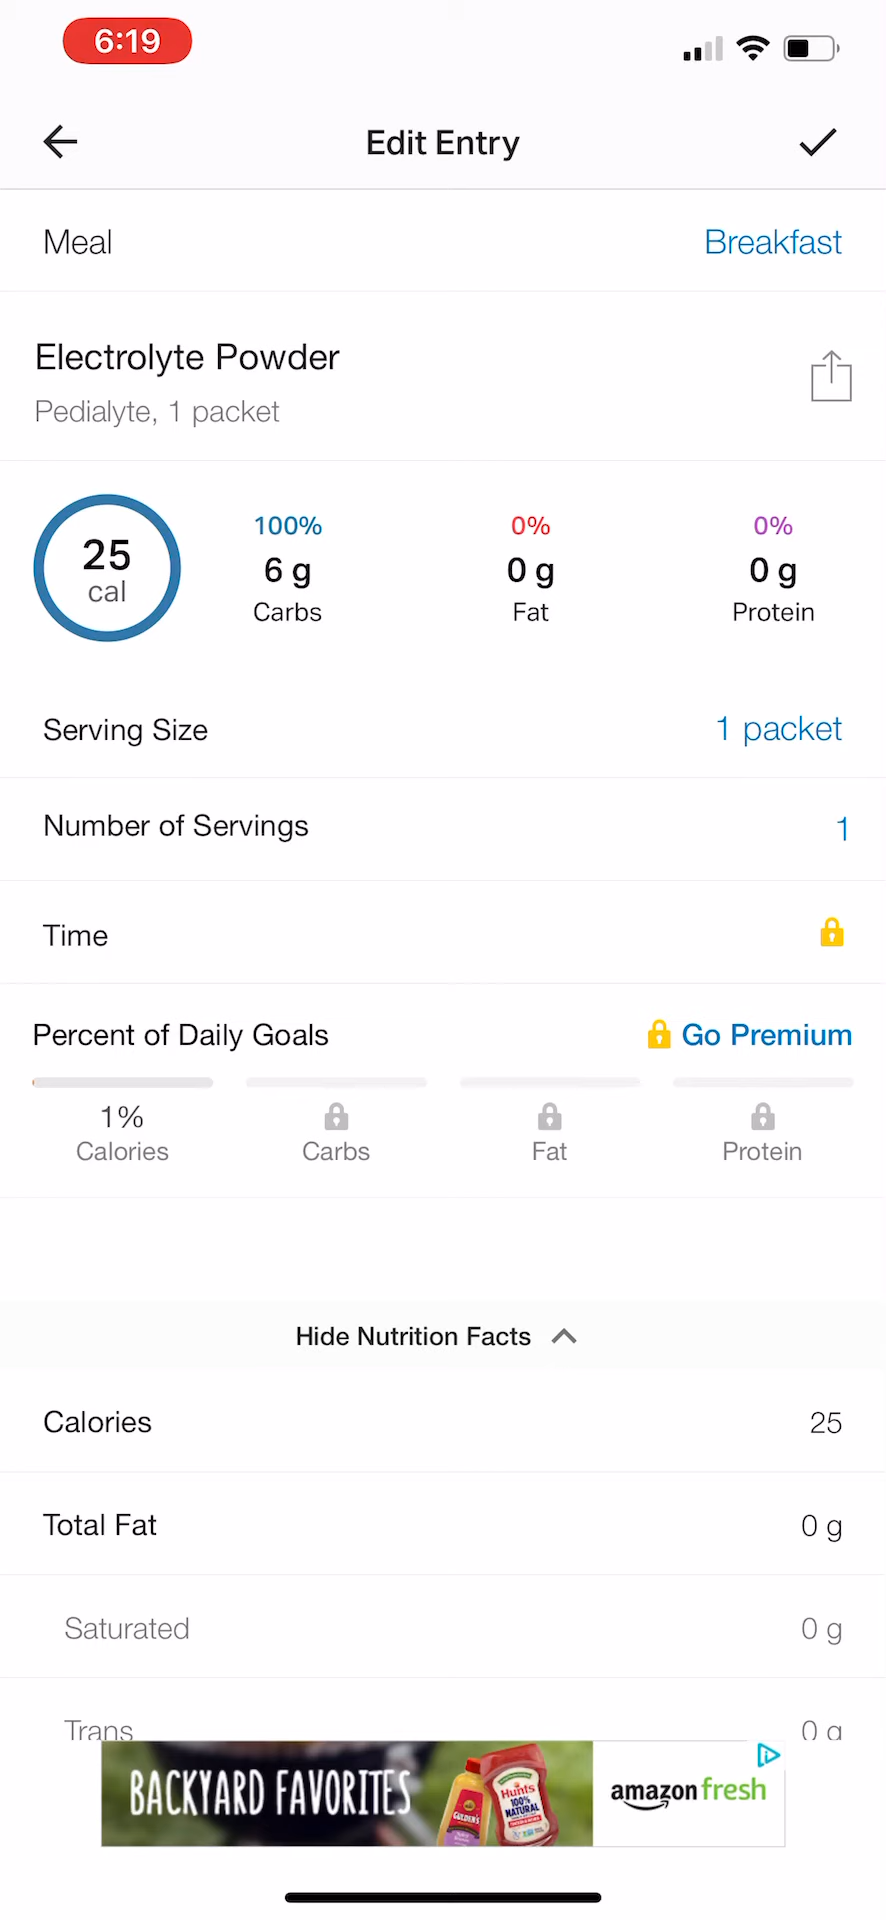 6:19
Edit Entry
Meal
Breakfast
Electrolyte Powder
Pedialyte, 1 packet
25
cal
100%
6 g
Carbs
0%
0 g
Fat
0%
0 g
Protein
Serving Size
1 packet
Number of Servings
1
Time
Percent of Daily Goals
Go Premium
1%
Calories
Carbs
Fat
Protein
Hide Nutrition Facts
Calories
25
Total Fat
0 g
Saturated
0 g
Trans
0 g
BACKYARD FAVORITES
GULDEN'S
Hunt's
100%
NATURAL
amazon fresh